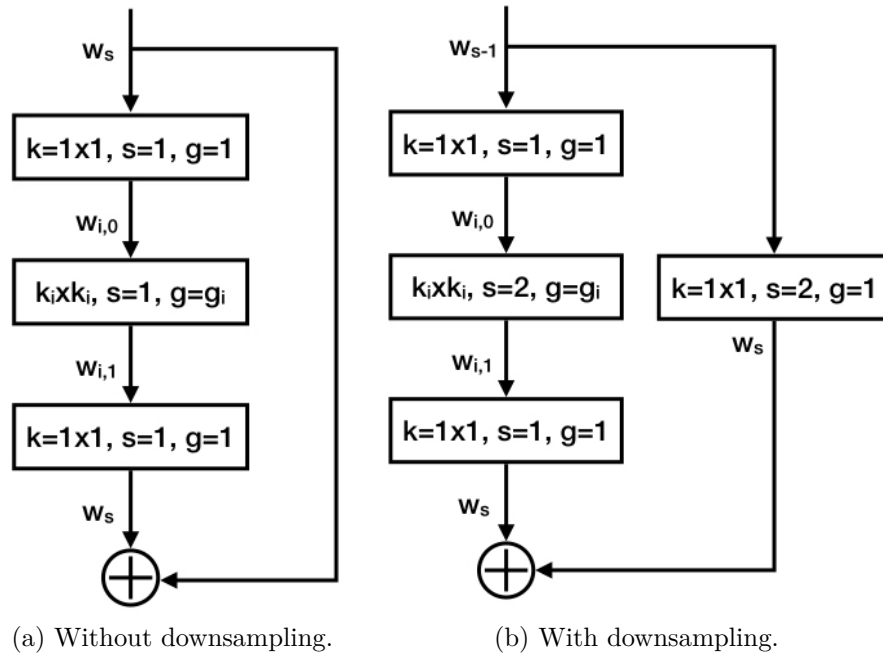 wₛ
k=1x1, s=1, g=1
wᵢ,₀
kᵢxkᵢ, s=1, g=gᵢ
wᵢ,₁
k=1x1, s=1, g=1
wₛ
(a) Without downsampling.
wₛ₋₁
k=1x1, s=1, g=1
wᵢ,₀
kᵢxkᵢ, s=2, g=gᵢ
wᵢ,₁
k=1x1, s=1, g=1
wₛ
k=1x1, s=2, g=1
wₛ
(b) With downsampling.